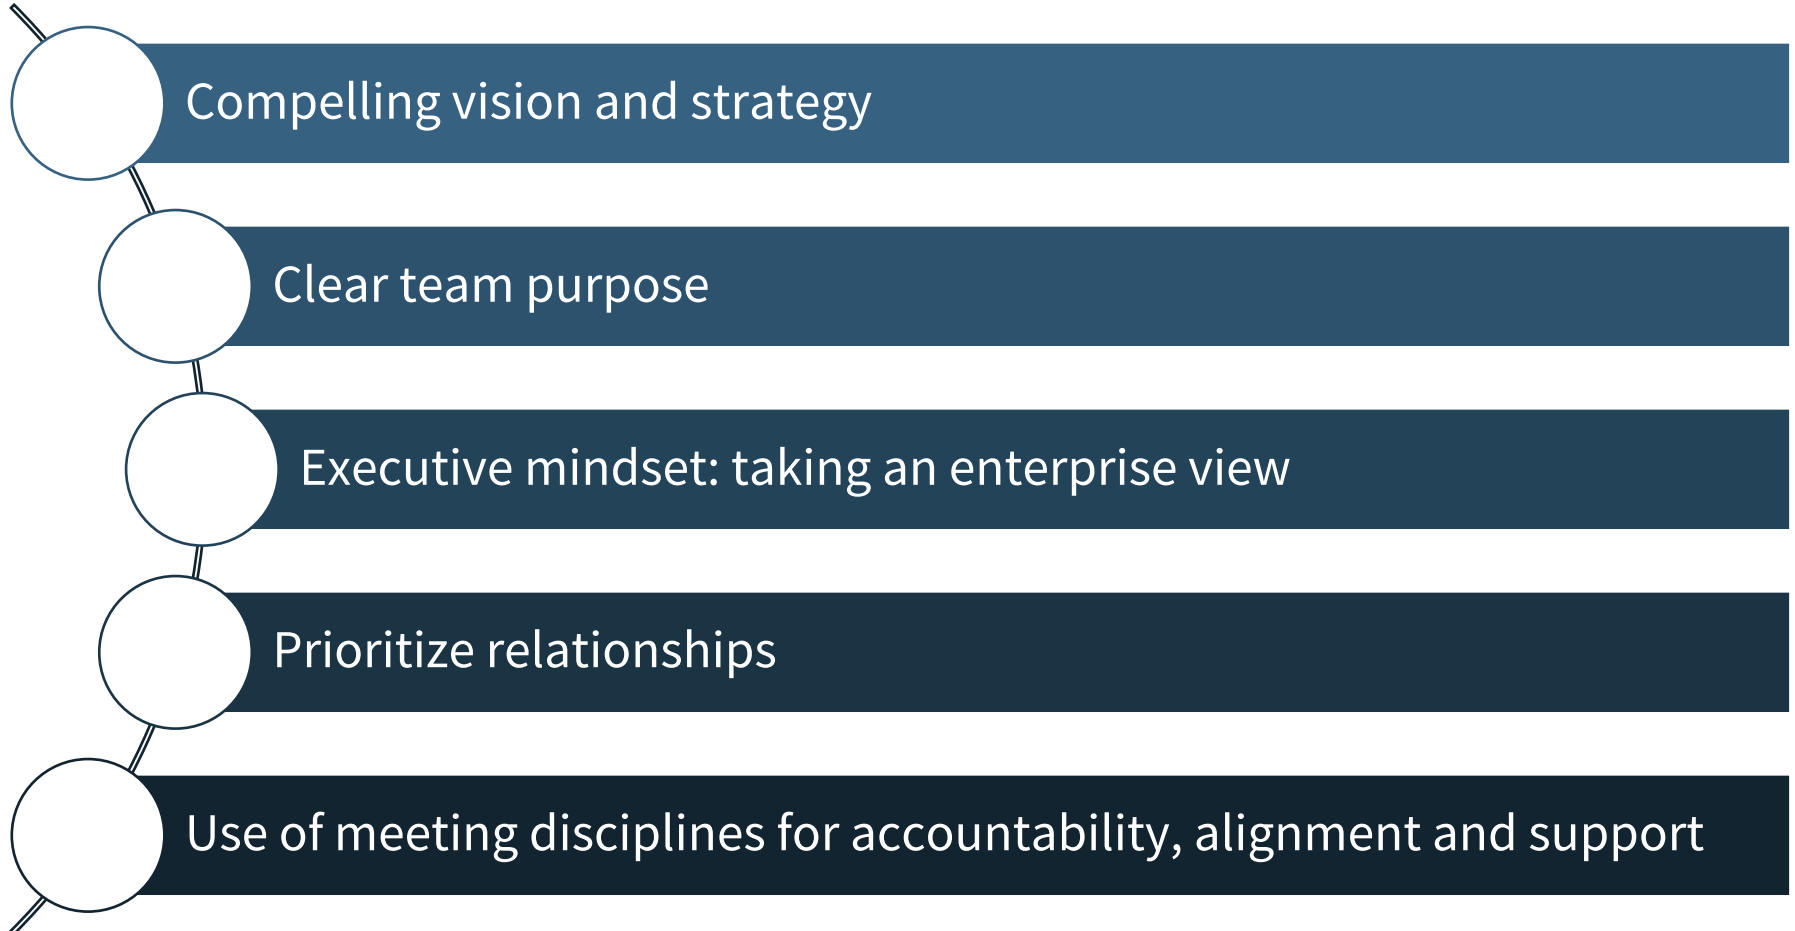 Compelling vision and strategy
Clear team purpose
Executive mindset: taking an enterprise view
Prioritize relationships
Use of meeting disciplines for accountability, alignment and support